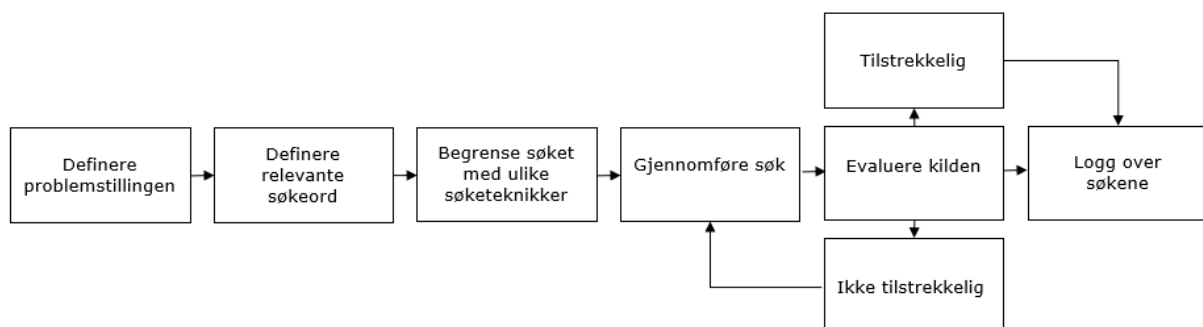 Tilstrekkelig
Definere
problemstillingen
Definere
relevante
søkeord
Begrense søket
med ulike
søketeknikker
Gjennomføre søk
Evaluere kilden
Logg over
søkene
Ikke tilstrekkelig